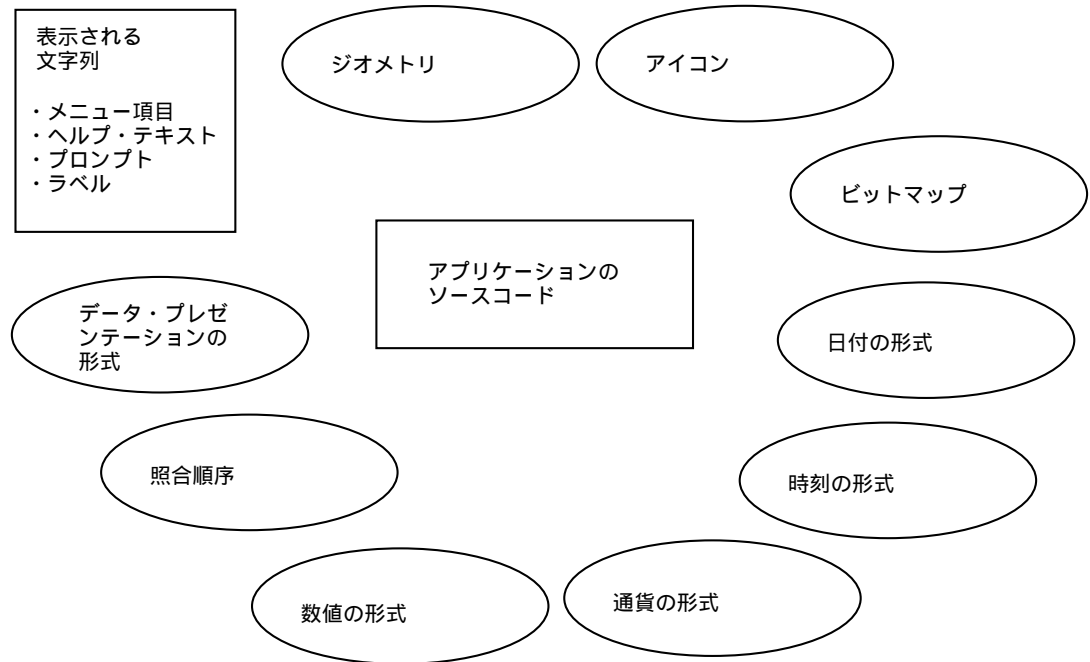 表示される
文字列
・メニュー項目
・ヘルプ・テキスト
・プロンプト
・ラベル
ジオメトリ
アイコン
ビットマップ
アプリケーションの
ソースコード
データ・プレゼ
ンテーションの
形式
日付の形式
照合順序
時刻の形式
数値の形式
通貨の形式